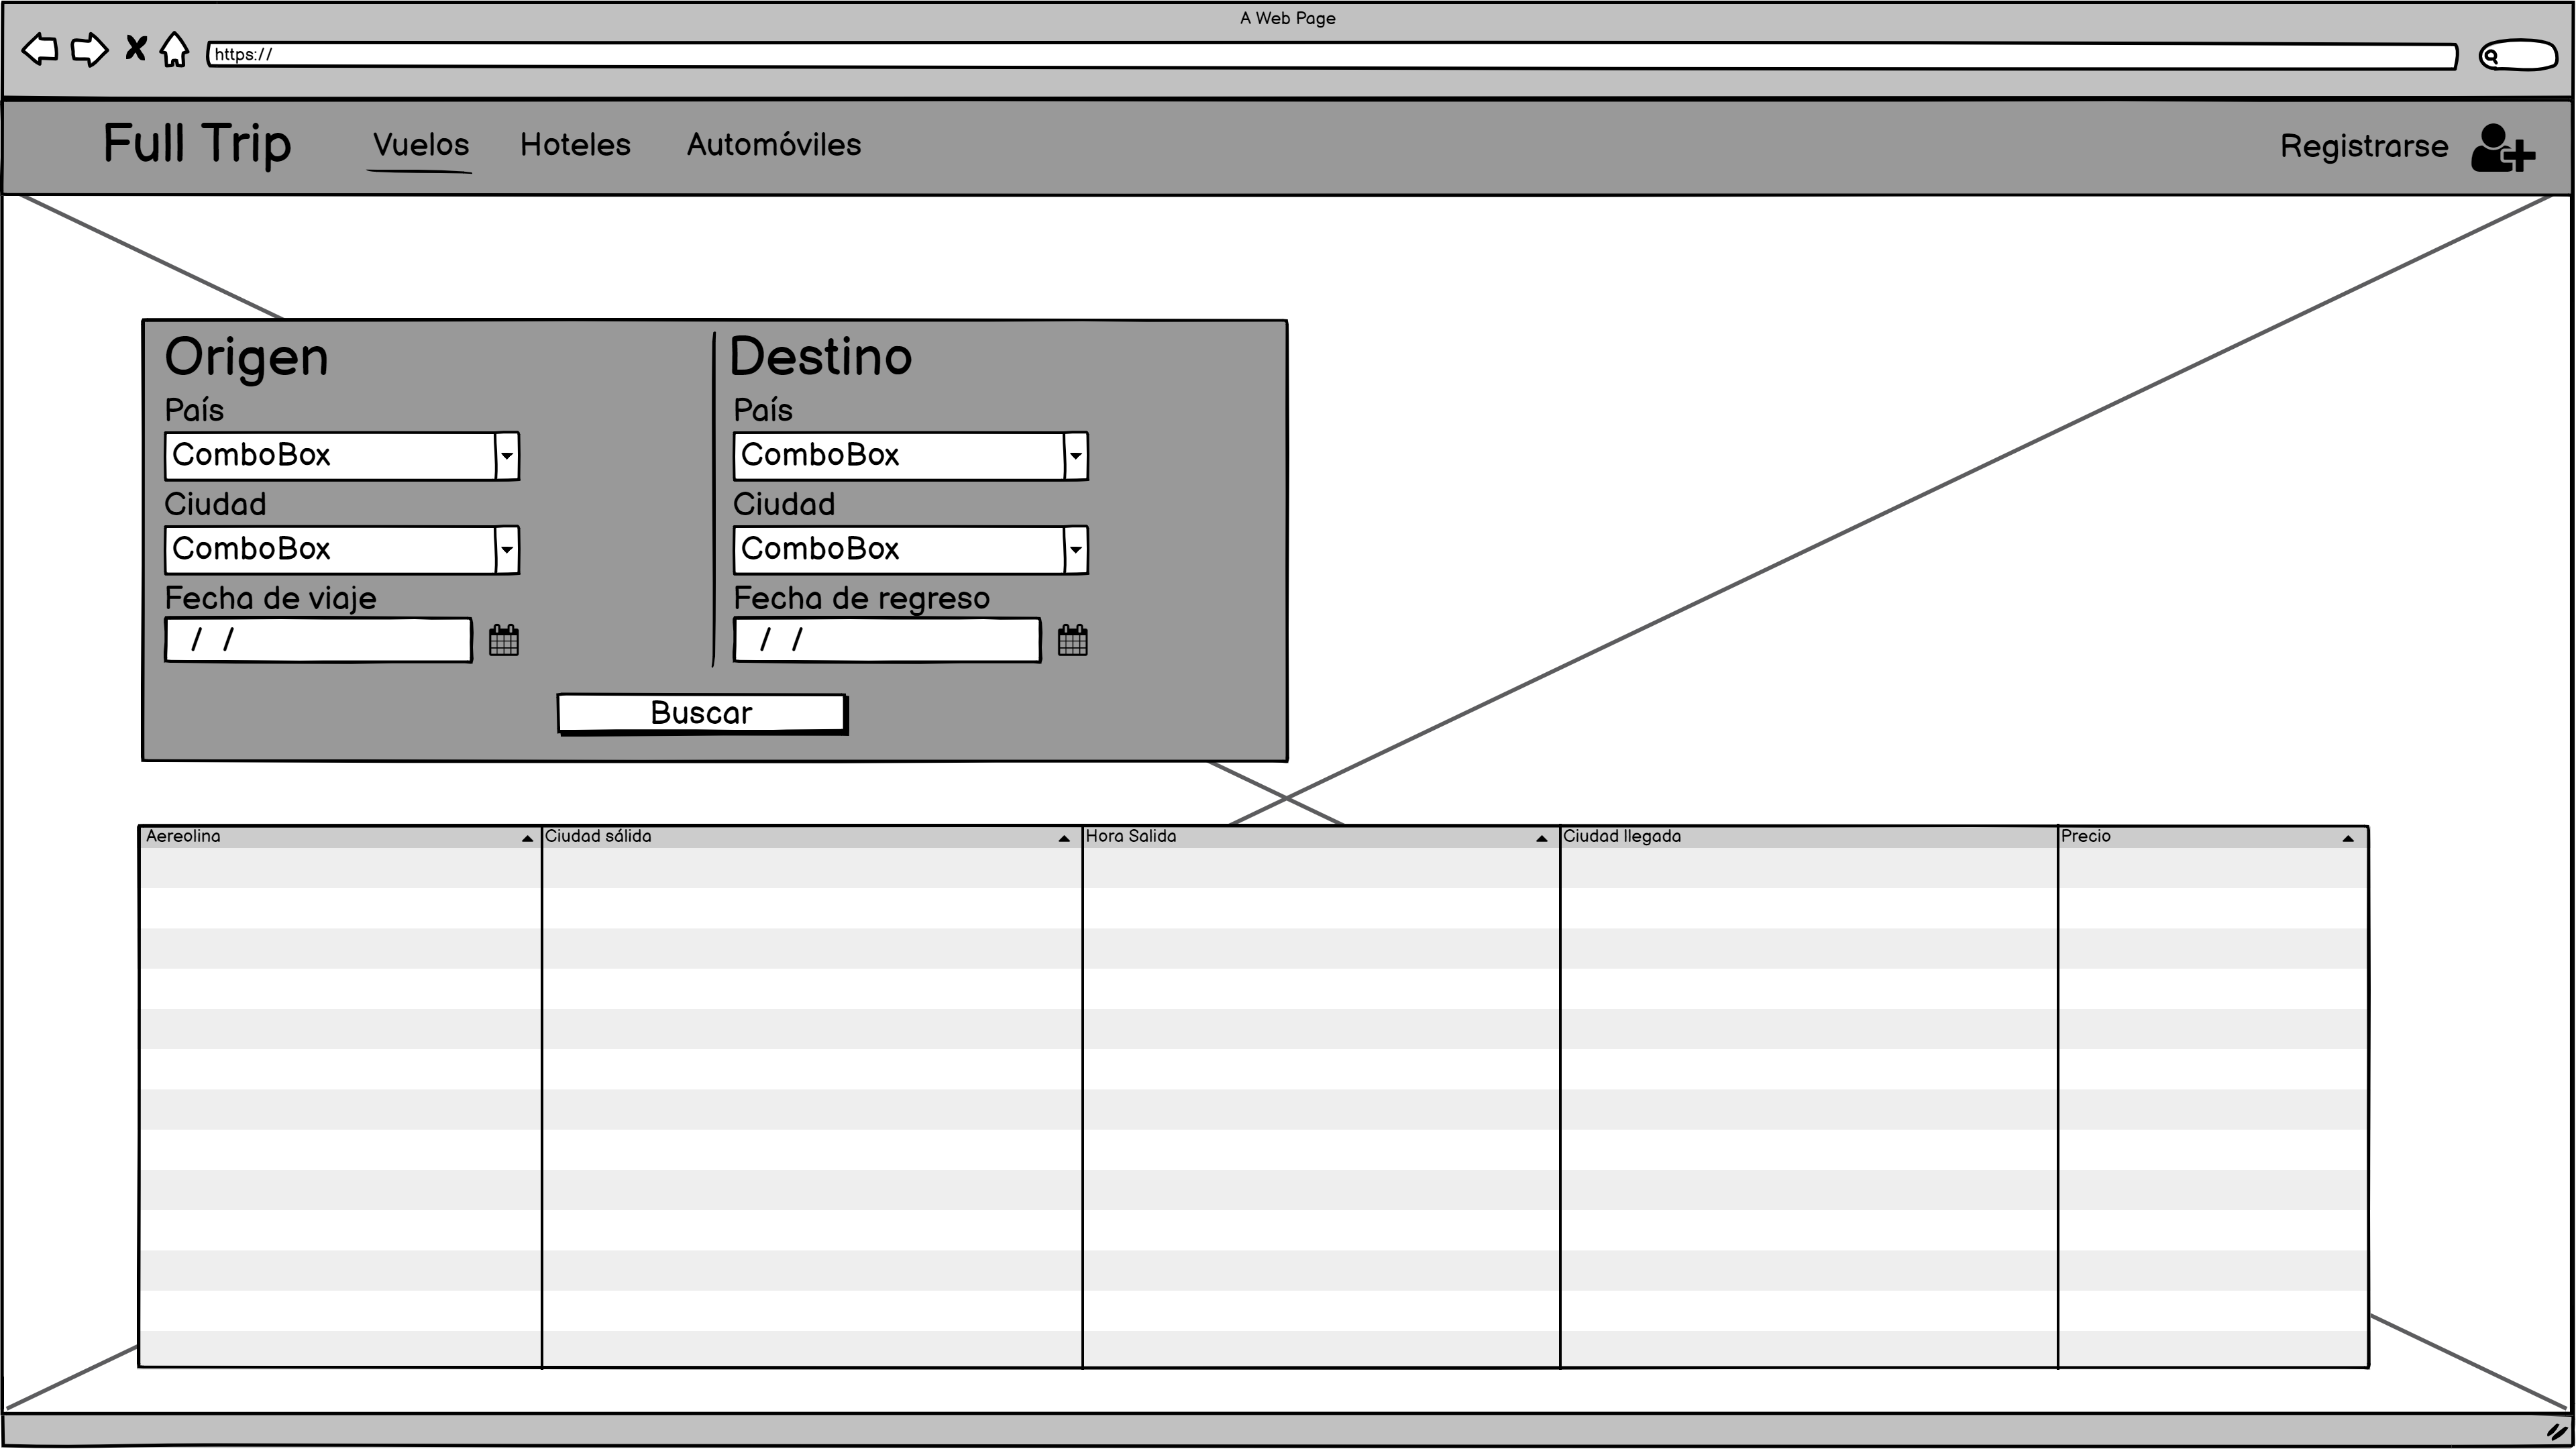 A Web Page
https://
Full Trip Vuelos Hoteles Automóviles Registrarse
Origen
País
ComboBox
Ciudad
ComboBox
Fecha de viaje
/ /
Destino
País
ComboBox
Ciudad
ComboBox
Fecha de regreso
/ /
Buscar
Aereolina Ciudad sálida Hora Salida Ciudad llegada Precio